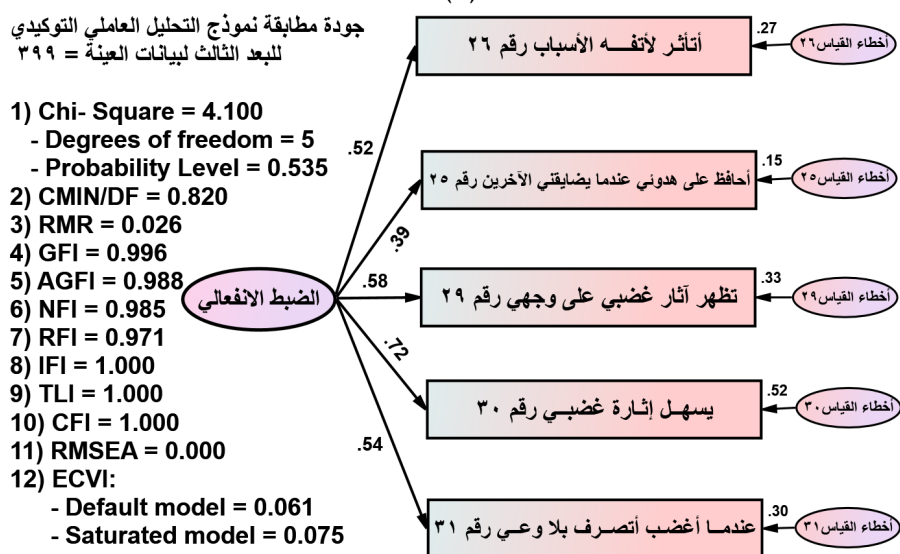 جودة مطابقة نموذج التحليل العاملي التوكيدي
للبعد الثالث لبيانات العينة = ٣٩٩
1) Chi- Square = 4.100
- Degrees of freedom = 5
- Probability Level = 0.535
2) CMIN/DF = 0.820
3) RMR = 0.026
4) GFI = 0.996
5) AGFI = 0.988
6) NFI = 0.985
7) RFI = 0.971
8) IFI = 1.000
9) TLI = 1.000
10) CFI = 1.000
11) RMSEA = 0.000
12) ECVI:
- Default model = 0.061
- Saturated model = 0.075
الضبط الانفعالي
.52
.39
.58
.72
.54
أتأثر لأتفه الأسباب رقم ٢٦
.27
أخطاء القياس٢٦
أحافظ على هدوئي عندما يضايقتي الآخرين رقم ٢٥
.15
أخطاء القياس٢٥
تظهر آثار غضبي على وجهي رقم ٢٩
.33
أخطاء القياس٢٩
يسهل إثارة غضبي رقم ٣٠
.52
أخطاء القياس٣٠
عندما أغضب أتصرف بلا وعي رقم ٣١
.30
أخطاء القياس٣١